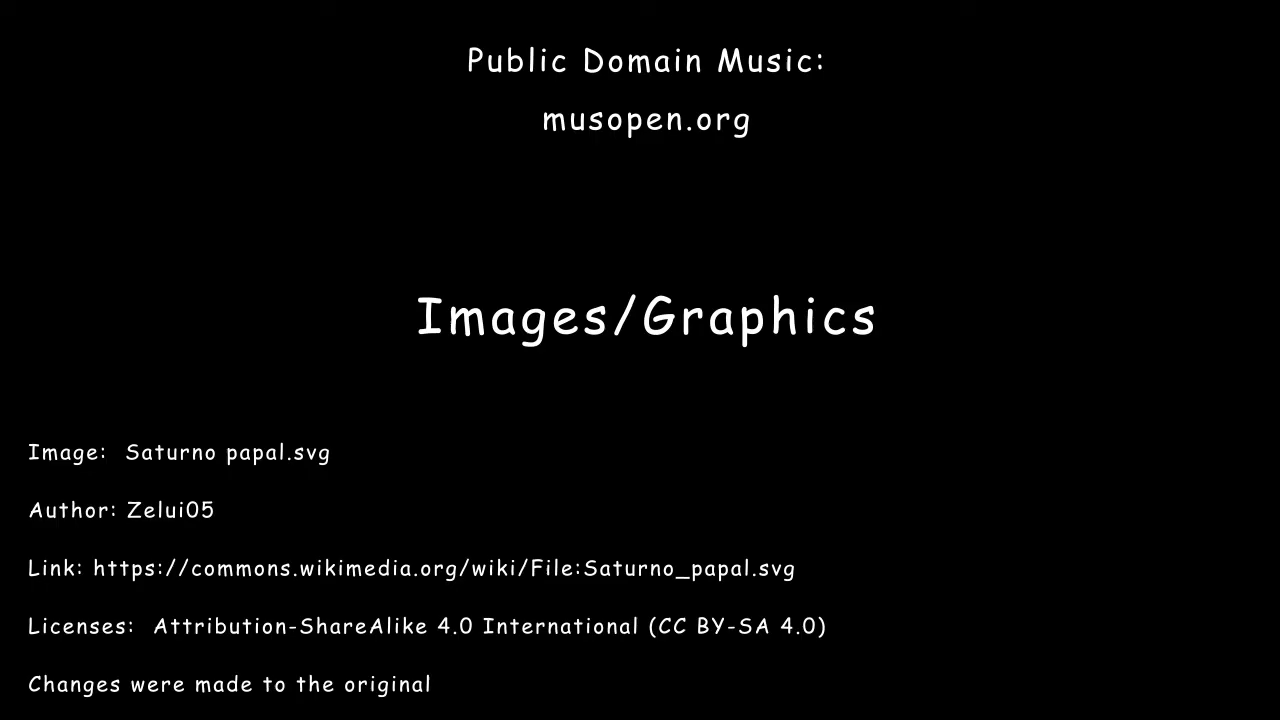 Public Domain Music:
musopen.org
Images/Graphics
Image:  Saturno papal.svg
Author: Zelui05
Link: https://commons.wikimedia.org/wiki/File:Saturno_papal.svg
Licenses:  Attribution-ShareAlike 4.0 International (CC BY-SA 4.0)
Changes were made to the original